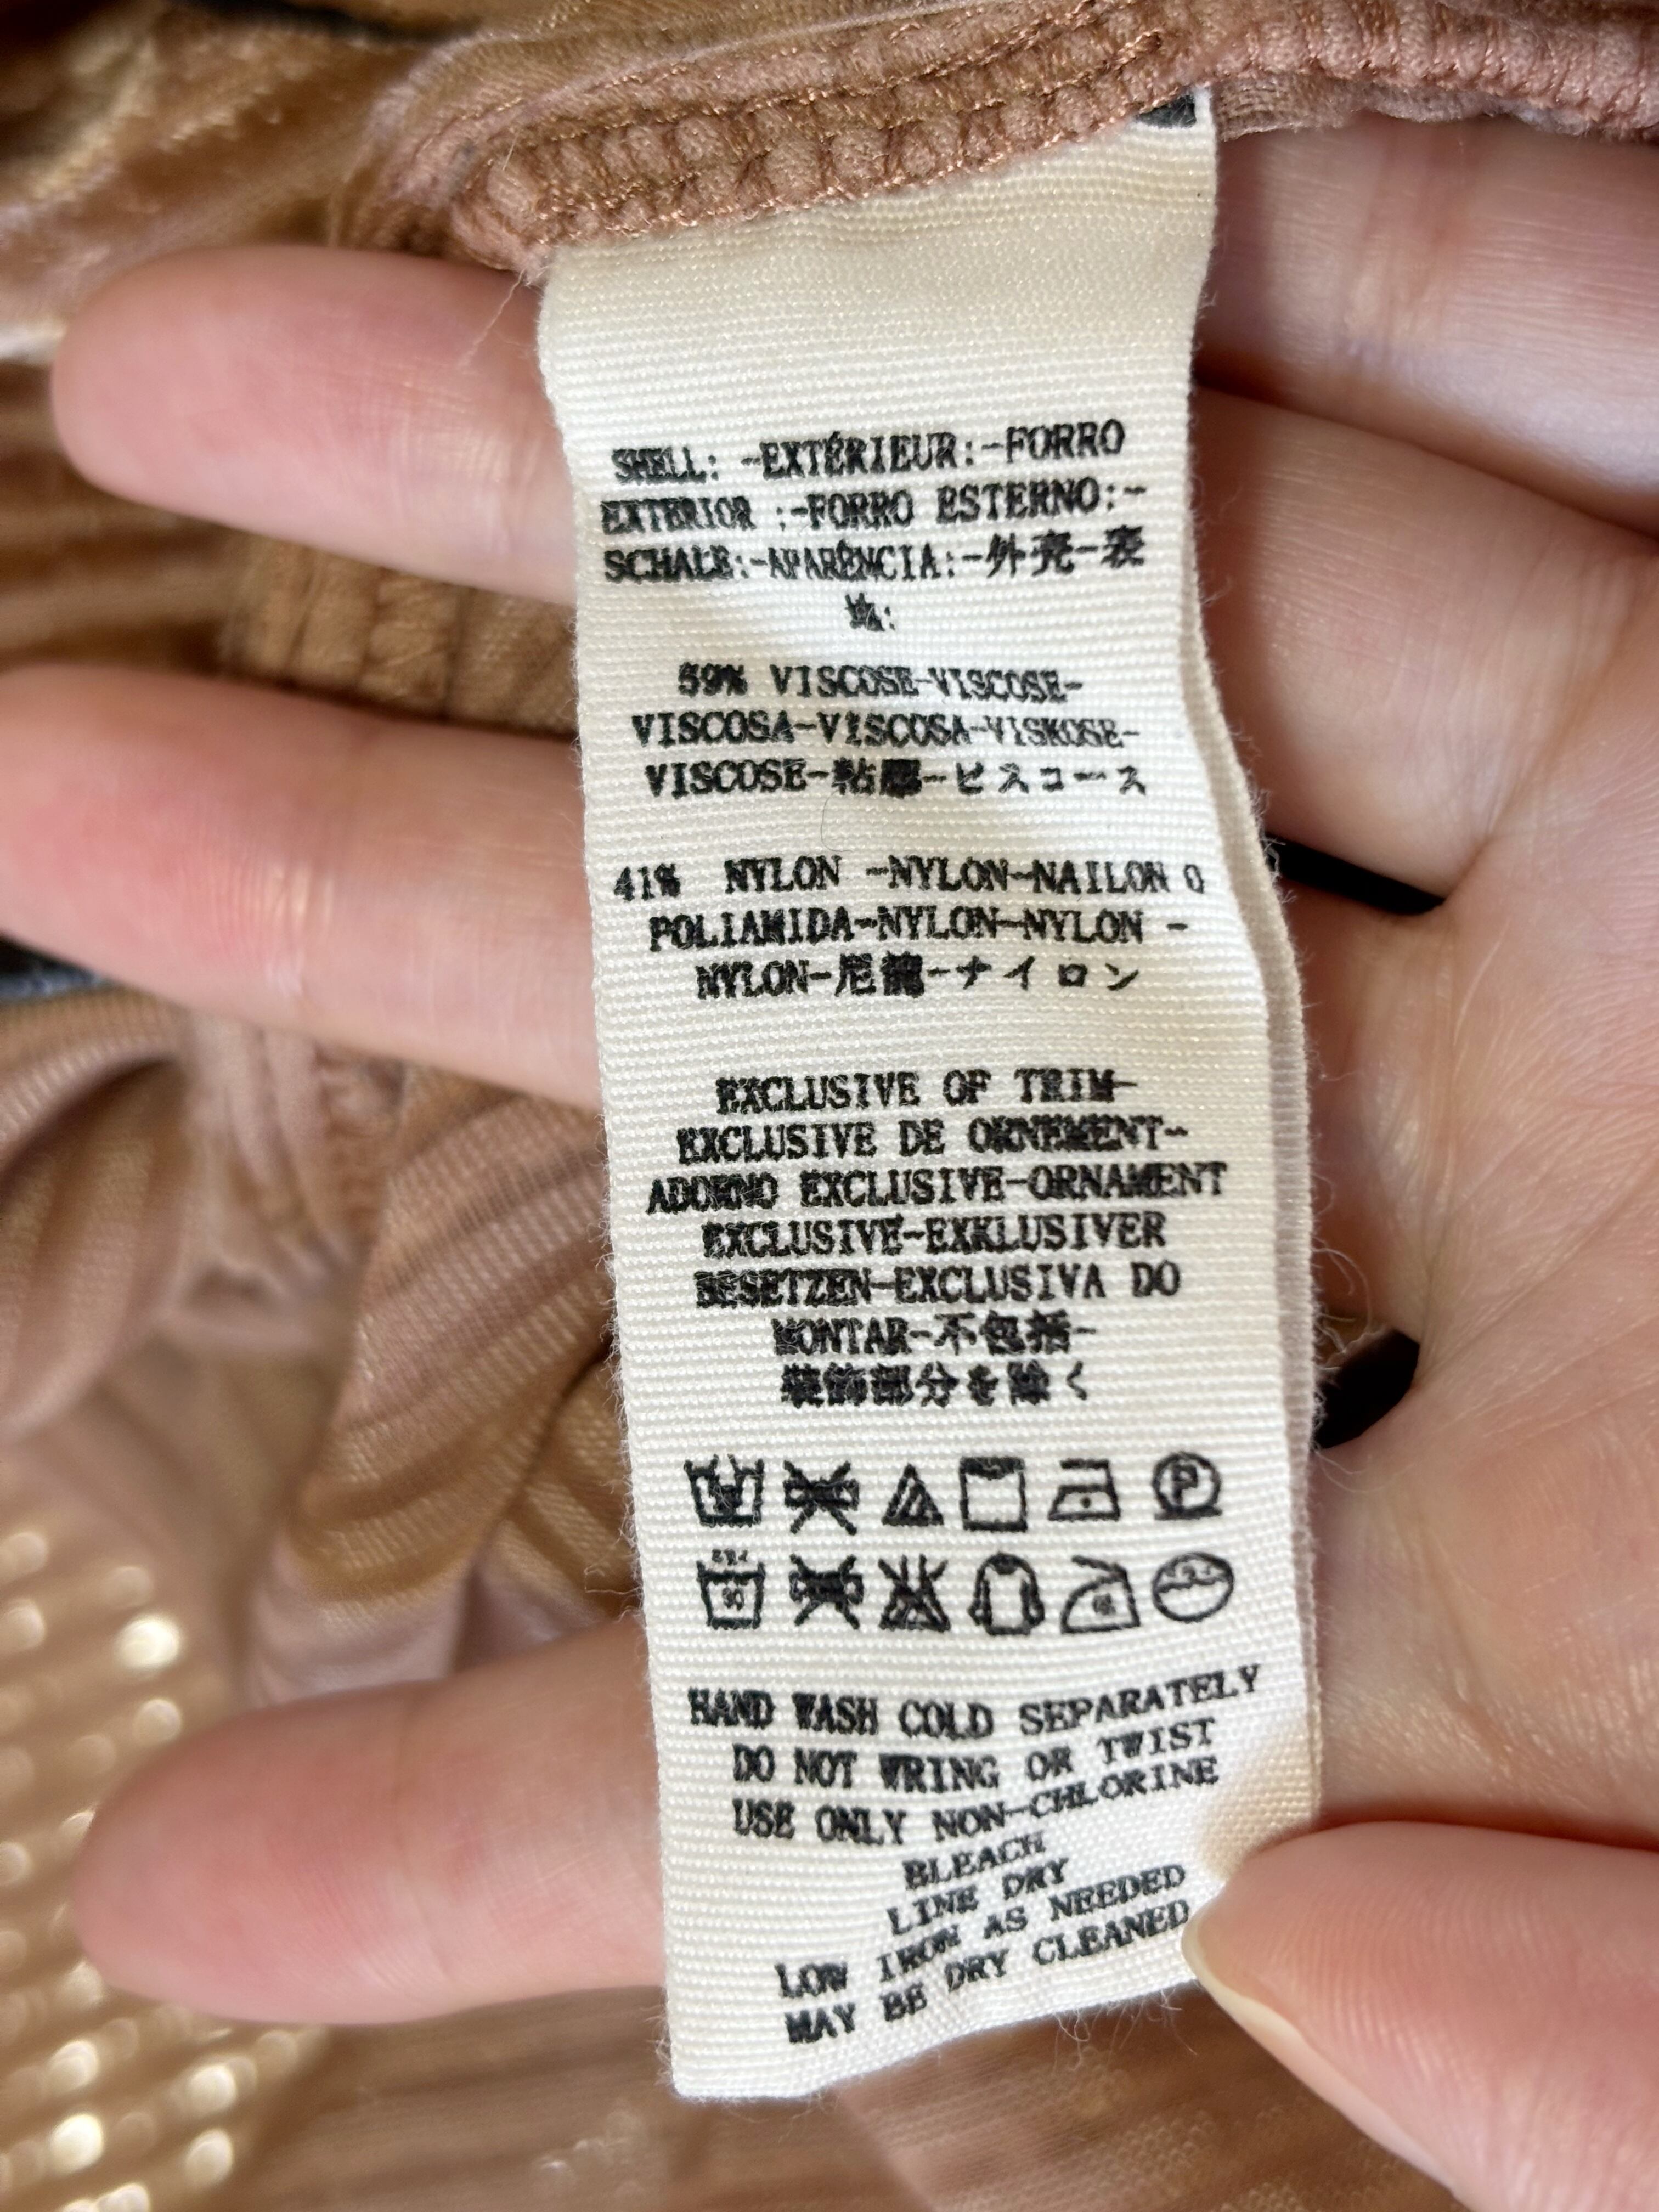 SHELL: -EXTÉRIEUR:-FORRO
EXTERIOR :-FORRO ESTERNO:-
SCHALE:-APARÊNCIA:-外壳-表
地:
59% VISCOSE-VISCOSE-
VISCOSA-VISCOSA-VISKOSE-
VISCOSE-粘膠-ビスコース
41% NYLON -NYLON-NAILON O
POLIAMIDA-NYLON-NYLON -
NYLON-尼龍-ナイロン
EXCLUSIVE OF TRIM-
EXCLUSIVE DE ORNEMENT-
ADORNO EXCLUSIVE-ORNAMENT
EXCLUSIVE-EXKLUSIVER
BESETZEN-EXCLUSIVA DO
MONTAR-不包括-
装飾部分を除く
P
HAND WASH COLD SEPARATELY
DO NOT WRING OR TWIST
USE ONLY NON-CHLORINE
BLEACH
LINE DRY
LOW IRON AS NEEDED
MAY BE DRY CLEANED